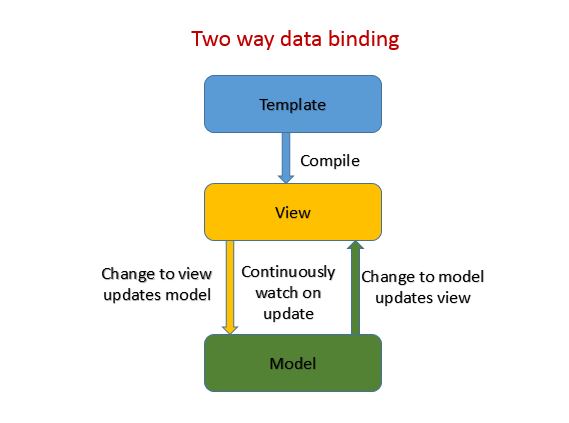 Two way data binding
Template
Compile
View
Change to view
updates model
Continuously
watch on
update
Change to model
updates view
Model